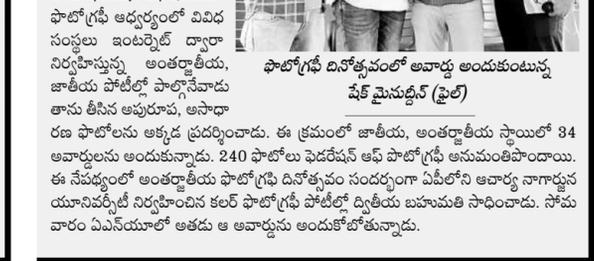 ఫొటోగ్రఫీ ఆధ్వర్యంలో వివిధ
సంస్థలు ఇంటర్నెట్ ద్వారా
నిర్వహిస్తున్న అంతర్జాతీయ,
జాతీయ పోటీల్లో పాల్గొనేవాడు
తాను తీసిన అపురూప, అసాధా
రణ ఫొటోలను అక్కడ ప్రదర్శించాడు. ఈ క్రమంలో జాతీయ, అంతర్జాతీయ స్థాయిలో 34
అవార్డులను అందుకున్నాడు. 240 ఫొటోలు ఫెడరేషన్ ఆఫ్ పొటోగ్రఫీ అనుమతిపొందాయి.
ఈ నేపథ్యంలో అంతర్జాతీయ ఫొటోగ్రఫి దినోత్సవం సందర్భంగా ఏపీలోని ఆచార్య నాగార్జున
యూనివర్సిటీ నిర్వహించిన కలర్ ఫొటోగ్రఫీ పోటీల్లో ద్వితీయ బహుమతి సాధించాడు. సోమ
వారం ఏఎన్‌యూలో అతడు ఆ అవార్డును అందుకోబోతున్నాడు.
ఫొటోగ్రఫీ దినోత్సవంలో అవార్డు అందుకుంటున్న
షేక్ మైనుద్దీన్ (ఫైల్)